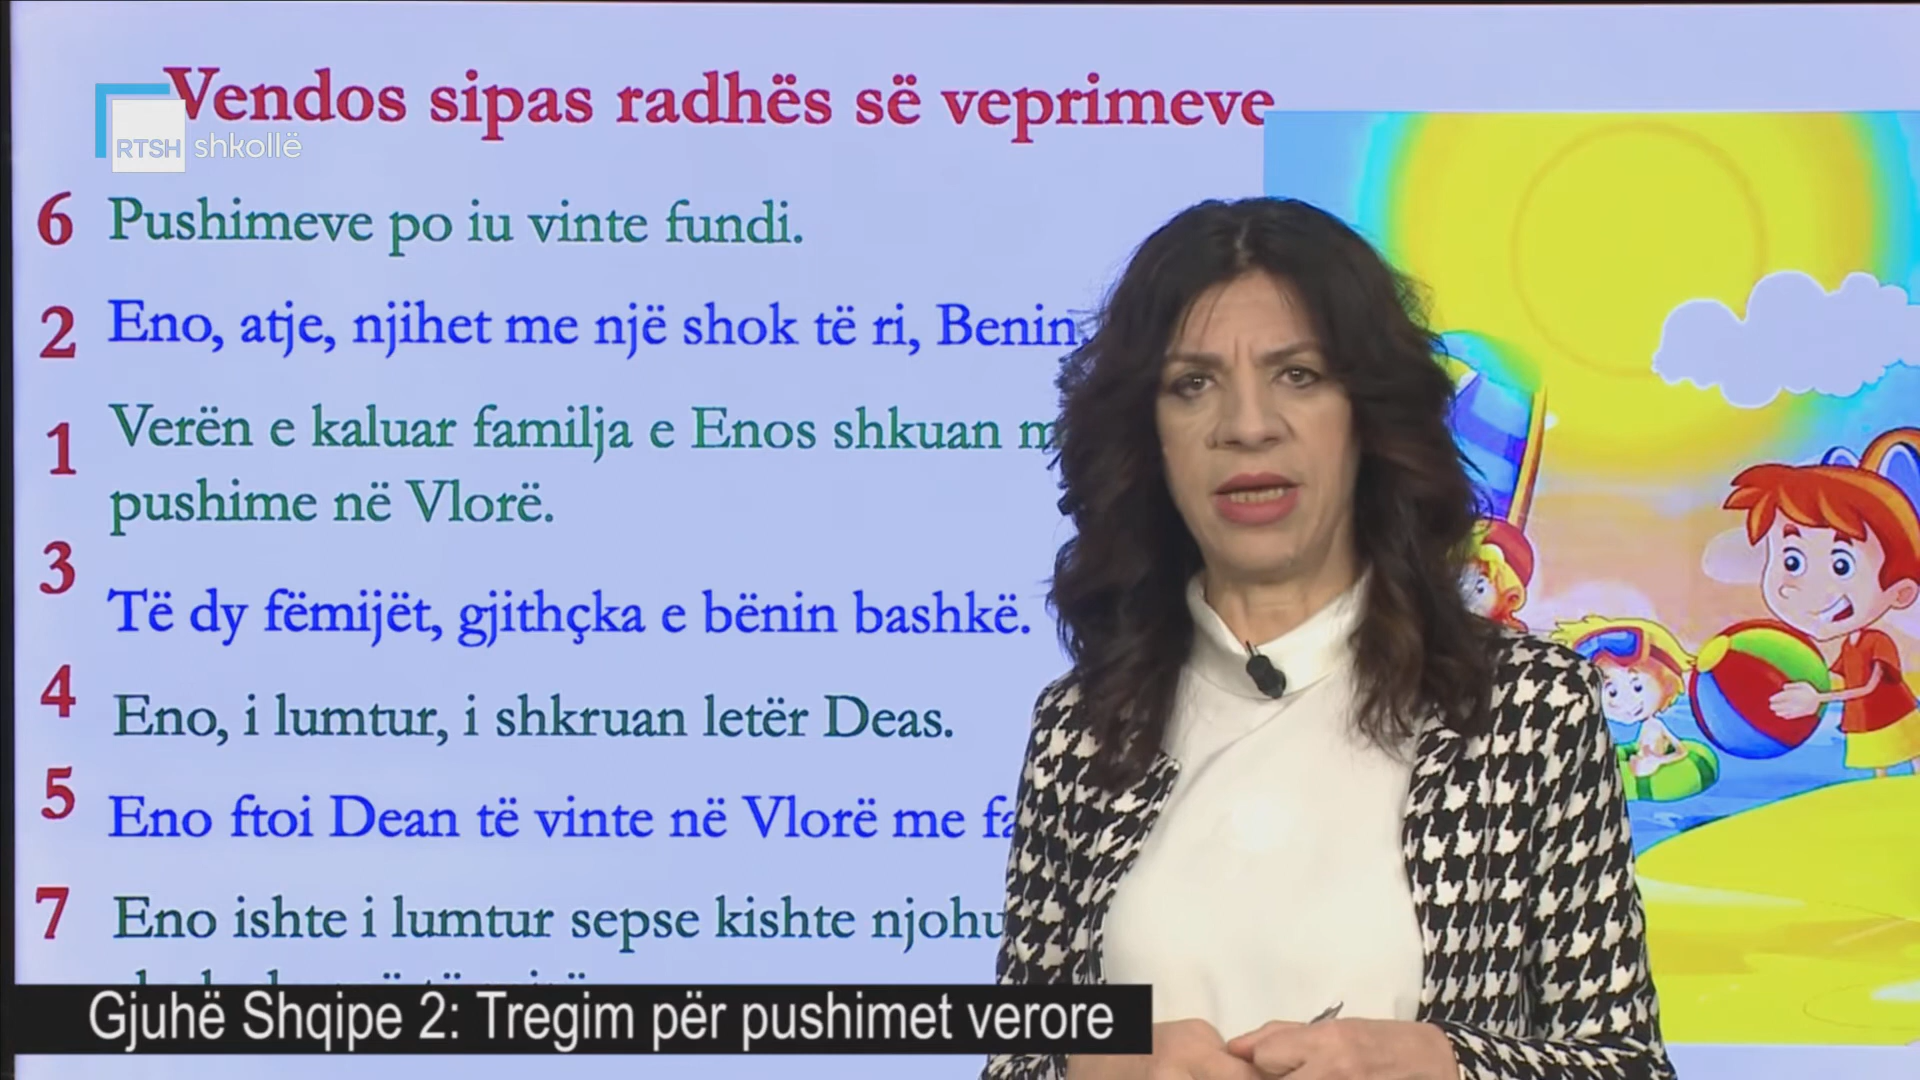 Vendos sipas radhës së veprimeve
RTSH shkollë
6 Pushimeve po iu vinte fundi.
2 Eno, atje, njihet me një shok të ri, Benin.
1 Verën e kaluar familja e Enos shkuan
pushime në Vlorë.
3 Të dy fëmijët, gjithçka e bënin bashkë.
4 Eno, i lumtur, i shkruan letër Deas.
5 Eno ftoi Dean të vinte në Vlorë me
7 Eno ishte i lumtur sepse kishte
Gjuhë Shqipe 2: Tregim për pushimet verore